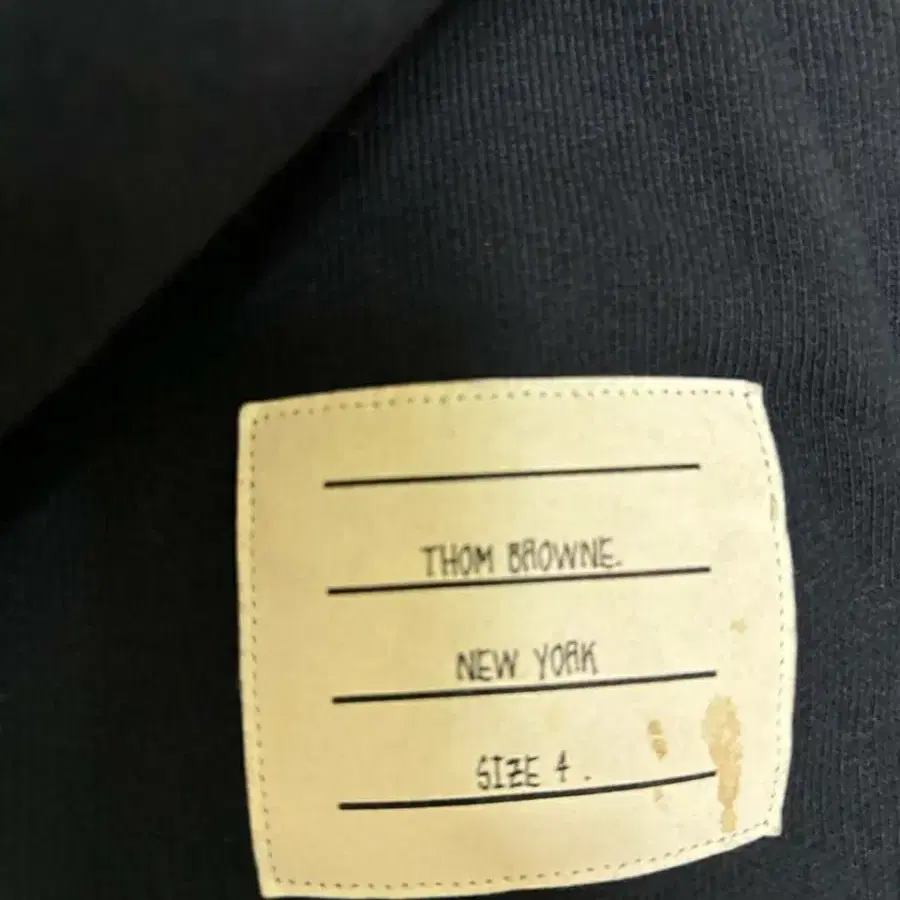 THOM BROWNE.
NEW YORK
SIZE 4.